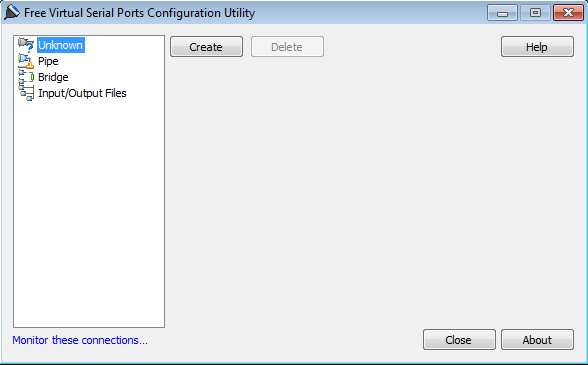 Free Virtual Serial Ports Configuration Utility
Unknown
Pipe
Bridge
Input/Output Files
Create
Delete
Help
Monitor these connections...
Close
About